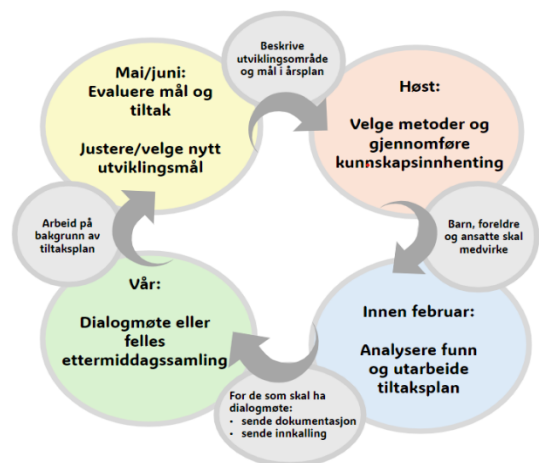 Mai/juni:
Evaluere mål og
tiltak
Justere/velge nytt
utviklingsmål
Beskrive
utviklingsområde
og mål i årsplan
Høst:
Velge metoder og
gjennomføre
kunnskapsinnhenting
Barn, foreldre
og ansatte skal
medvirke
Innen februar:
Analysere funn
og utarbeide
tiltaksplan
For de som skal ha
dialogmøte:
• sende dokumentasjon
• sende innkalling
Vår:
Dialogmøte eller
felles
ettermiddagssamling
Arbeid på
bakgrunn av
tiltaksplan